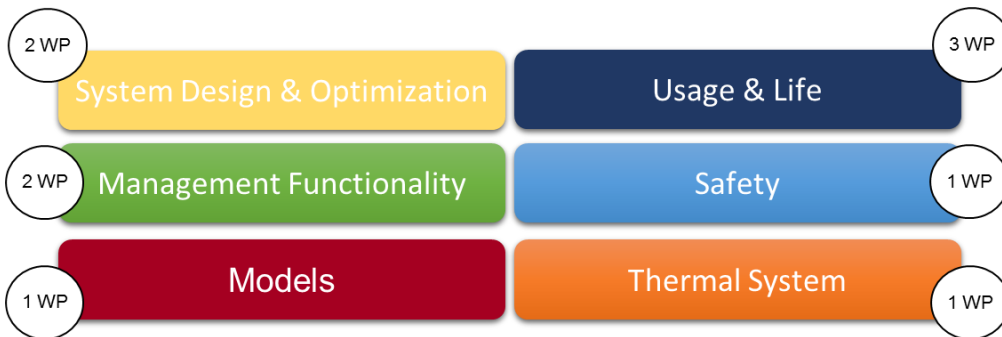 2 WP
System Design & Optimization
Usage & Life
3 WP
2 WP
Management Functionality
Safety
1 WP
1 WP
Models
Thermal System
1 WP